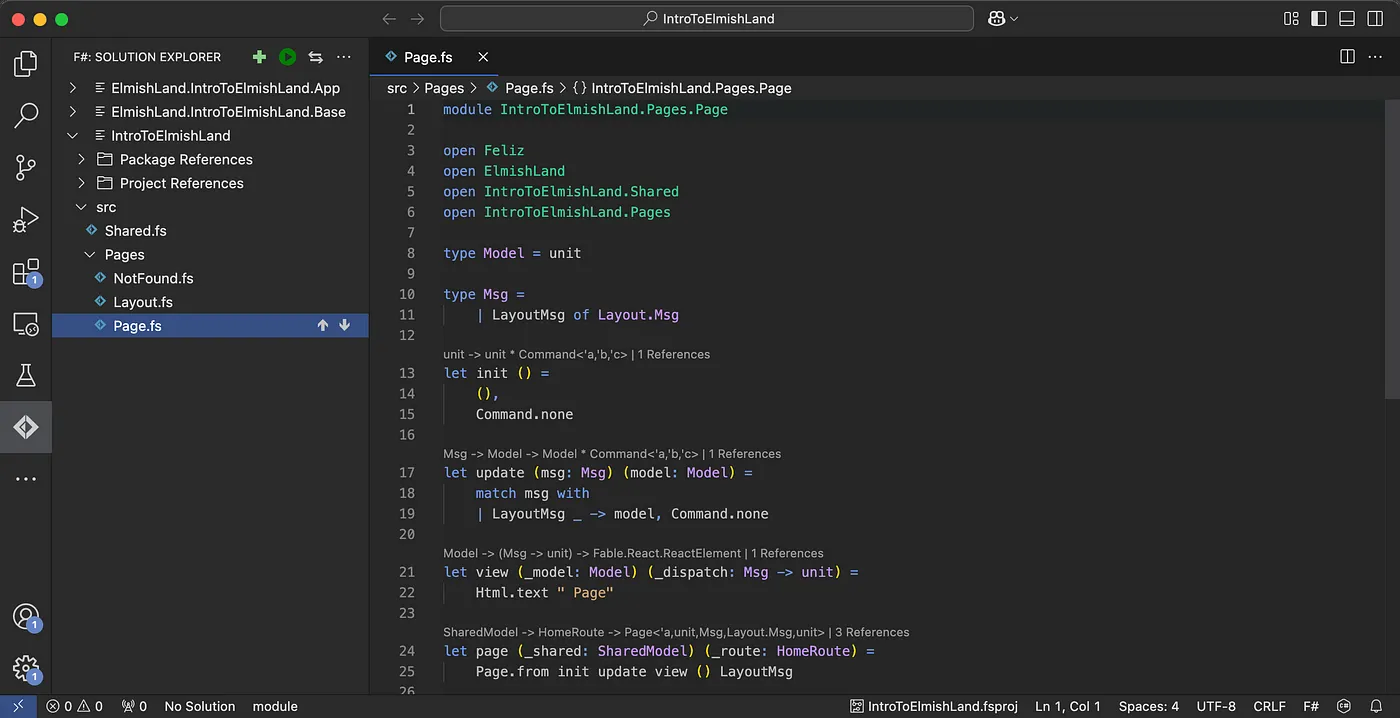 IntroToElmishLand
F#: SOLUTION EXPLORER
ElmishLand.IntroToElmishLand.App
ElmishLand.IntroToElmishLand.Base
IntroToElmishLand
Package References
Project References
src
Shared.fs
Pages
NotFound.fs
Layout.fs
Page.fs
1
1
1
Page.fs
src > Pages > Page.fs > {} IntroToElmishLand.Pages.Page
1 module IntroToElmishLand.Pages.Page
2
3 open Feliz
4 open ElmishLand
5 open IntroToElmishLand.Shared
6 open IntroToElmishLand.Pages
7
8 type Model = unit
9
10 type Msg =
11 | LayoutMsg of Layout.Msg
12
unit -> unit * Command<'a,'b,'c> | 1 References
13 let init () =
14 (),
15 Command.none
16
Msg -> Model -> Model * Command<'a,'b,'c> | 1 References
17 let update (msg: Msg) (model: Model) =
18 match msg with
19 | LayoutMsg _ -> model, Command.none
20
Model -> (Msg -> unit) -> Fable.React.ReactElement | 1 References
21 let view (_model: Model) (_dispatch: Msg -> unit) =
22 Html.text " Page"
23
SharedModel -> HomeRoute -> Page<'a,unit,Msg,Layout.Msg,unit> | 3 References
24 let page (_shared: SharedModel) (_route: HomeRoute) =
25 Page.from init update view () LayoutMsg
26
0 0 0 No Solution module IntroToElmishLand.fsproj Ln 1, Col 1 Spaces: 4 UTF-8 CRLF F#